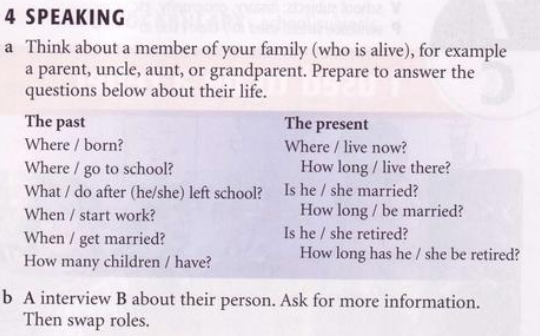 4 SPEAKING
a Think about a member of your family (who is alive), for example
a parent, uncle, aunt, or grandparent. Prepare to answer the
questions below about their life.
The past
Where / born?
Where / go to school?
What / do after (he/she) left school?
When / start work?
When / get married?
How many children / have?
The present
Where / live now?
How long / live there?
Is he / she married?
How long / be married?
Is he / she retired?
How long has he / she be retired?
b A interview B about their person. Ask for more information.
Then swap roles.